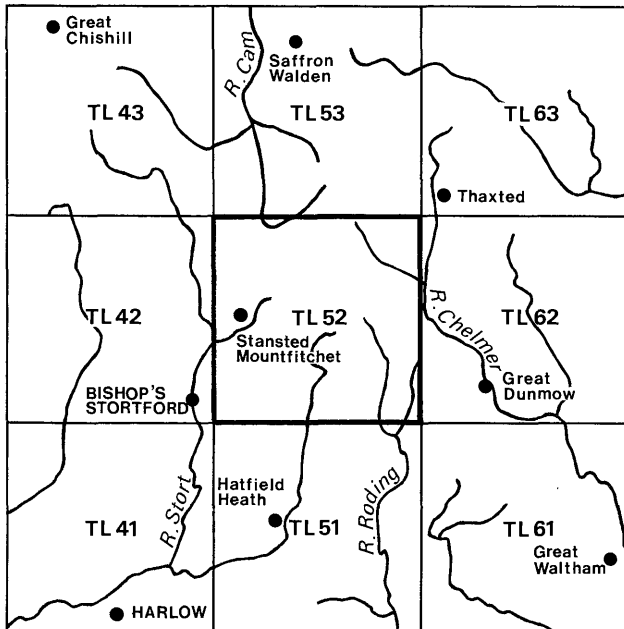 Great
Chishill
Saffron
Walden
R. Cam
TL 43
TL 53
TL 63
Thaxted
TL 42
TL 52
TL 62
Stansted
Mountfitchet
R. Chelmer
BISHOP'S
STORTFORD
Great
Dunmow
Hatfield
Heath
R. Stort
R. Roding
TL 41
TL 51
TL 61
Great
Waltham
HARLOW